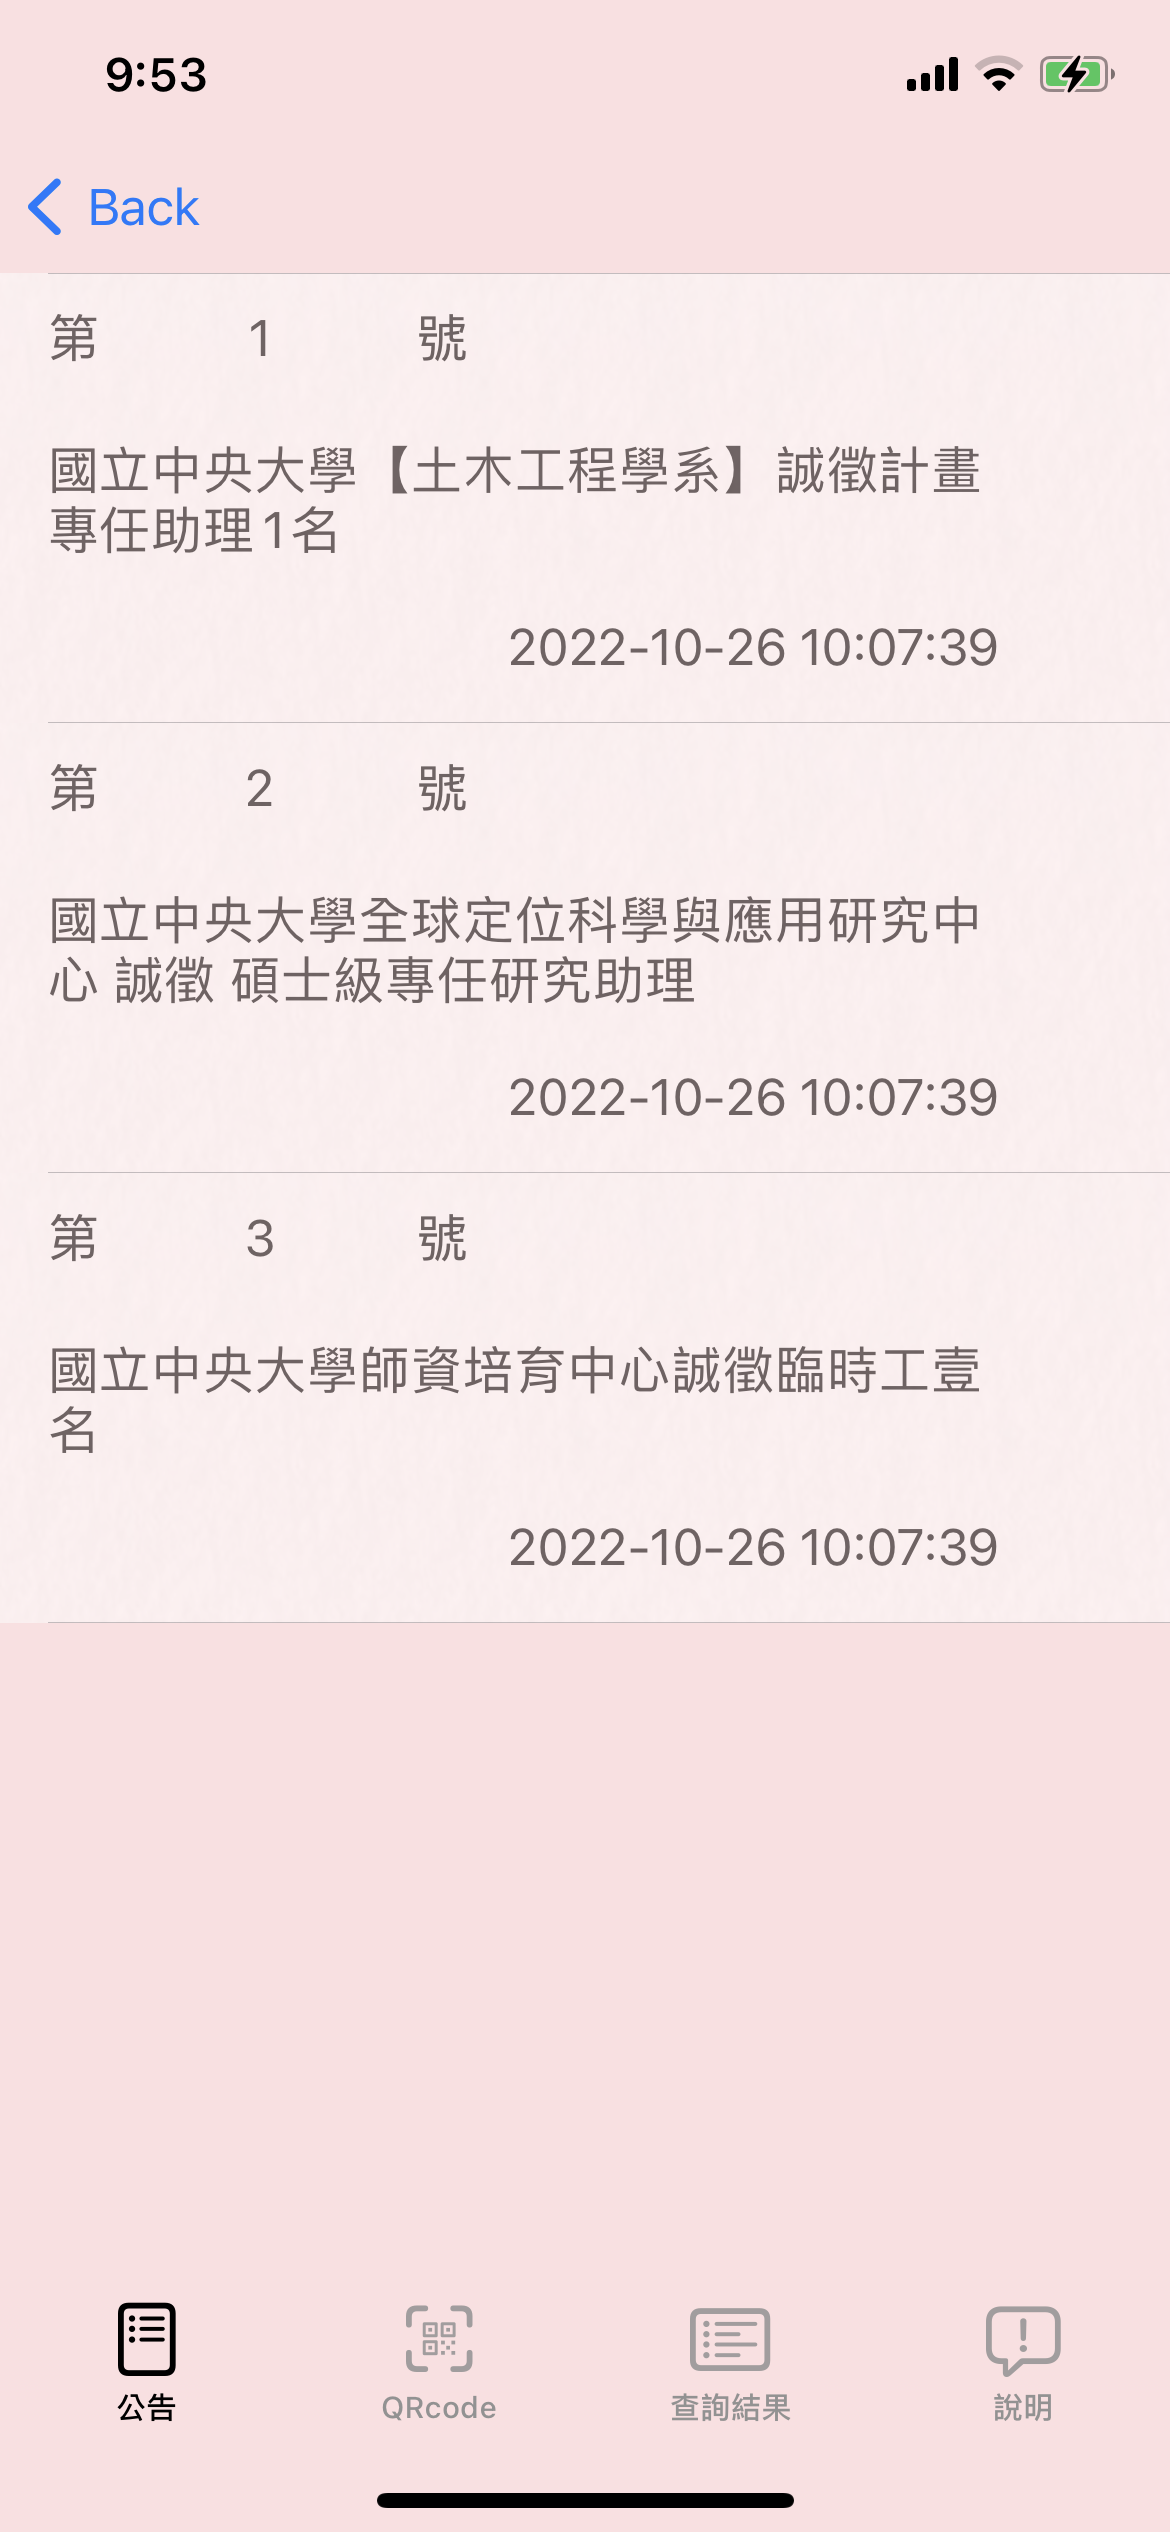 9:53
Back
第 1 號
國立中央大學【土木工程學系】誠徵計畫
專任助理1名
2022-10-26 10:07:39
第 2 號
國立中央大學全球定位科學與應用研究中
心 誠徵 碩士級專任研究助理
2022-10-26 10:07:39
第 3 號
國立中央大學師資培育中心誠徵臨時工壹
名
2022-10-26 10:07:39
公告 QRcode 查詢結果 說明